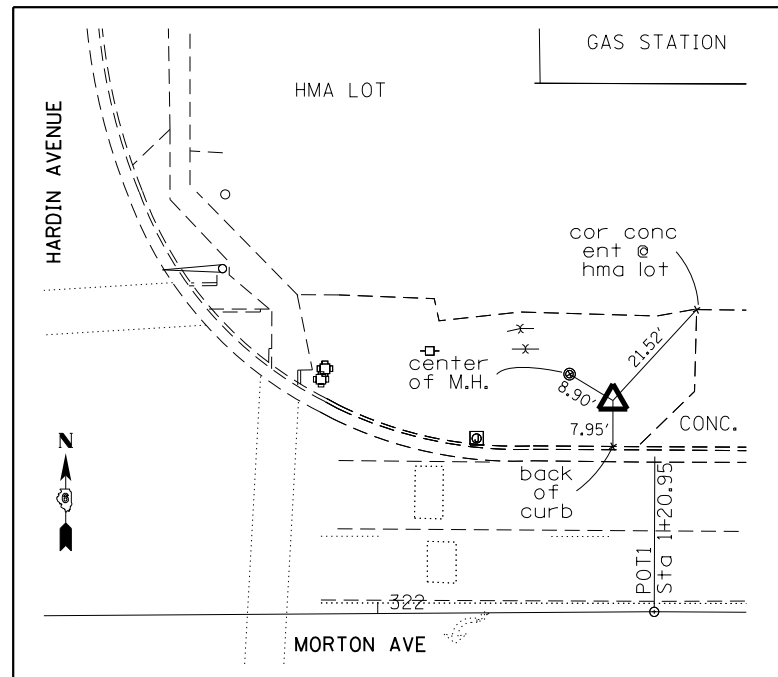 GAS STATION
HMA LOT
HARDIN AVENUE
cor conc
ent @
hma lot
21.52'
center
of M.H.
8.90'
7.95'
CONC.
N
back
of
curb
POT1
Sta 1+20.95
322
MORTON AVE